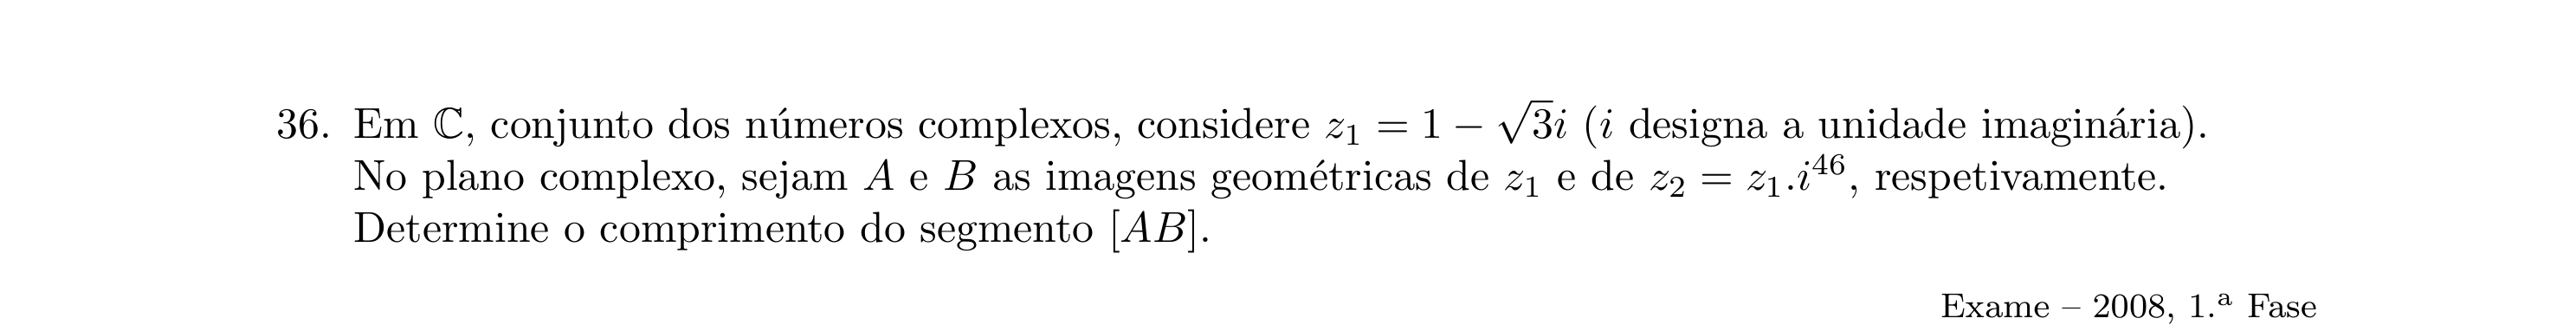 36. Em ℂ, conjunto dos números complexos, considere z₁ = 1 − √3i (i designa a unidade imaginária).
No plano complexo, sejam A e B as imagens geométricas de z₁ e de z₂ = z₁.i⁴⁶, respetivamente.
Determine o comprimento do segmento [AB].
Exame – 2008, 1.ª Fase